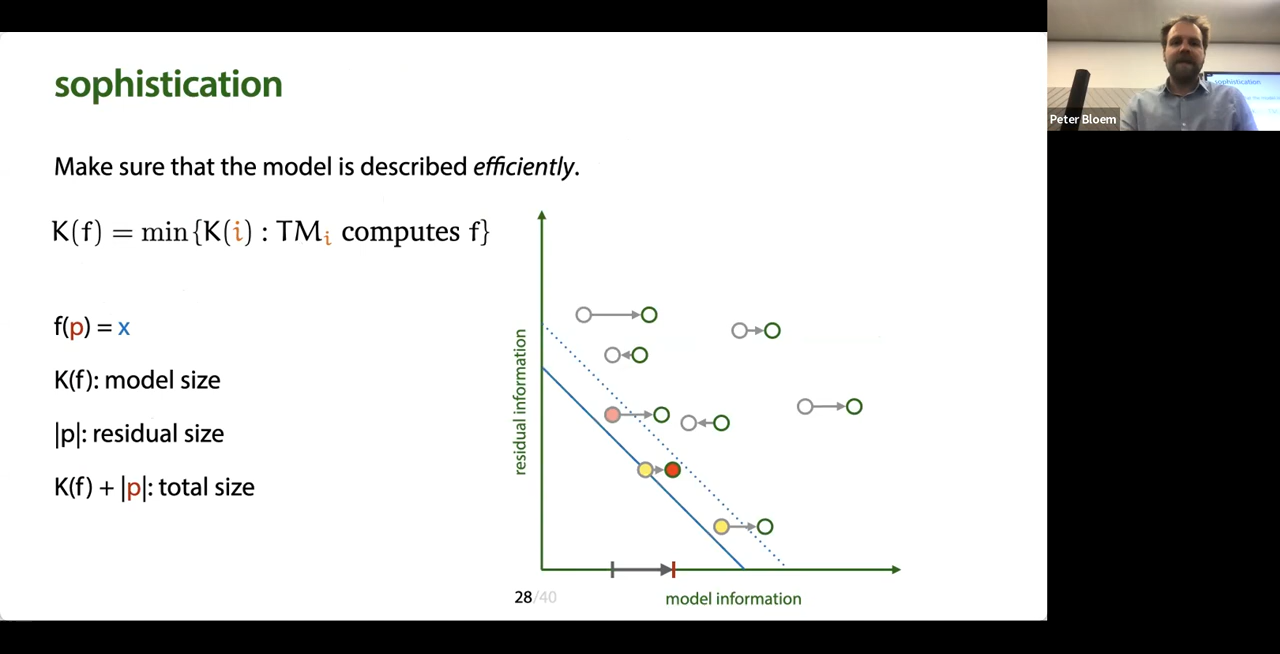 sophistication
Make sure that the model is described efficiently.
K(f) = min{K(i) : TMᵢ computes f}
f(p) = x
K(f): model size
|p|: residual size
K(f) + |p|: total size
residual information
model information
28/40
Peter Bloem
sophistication